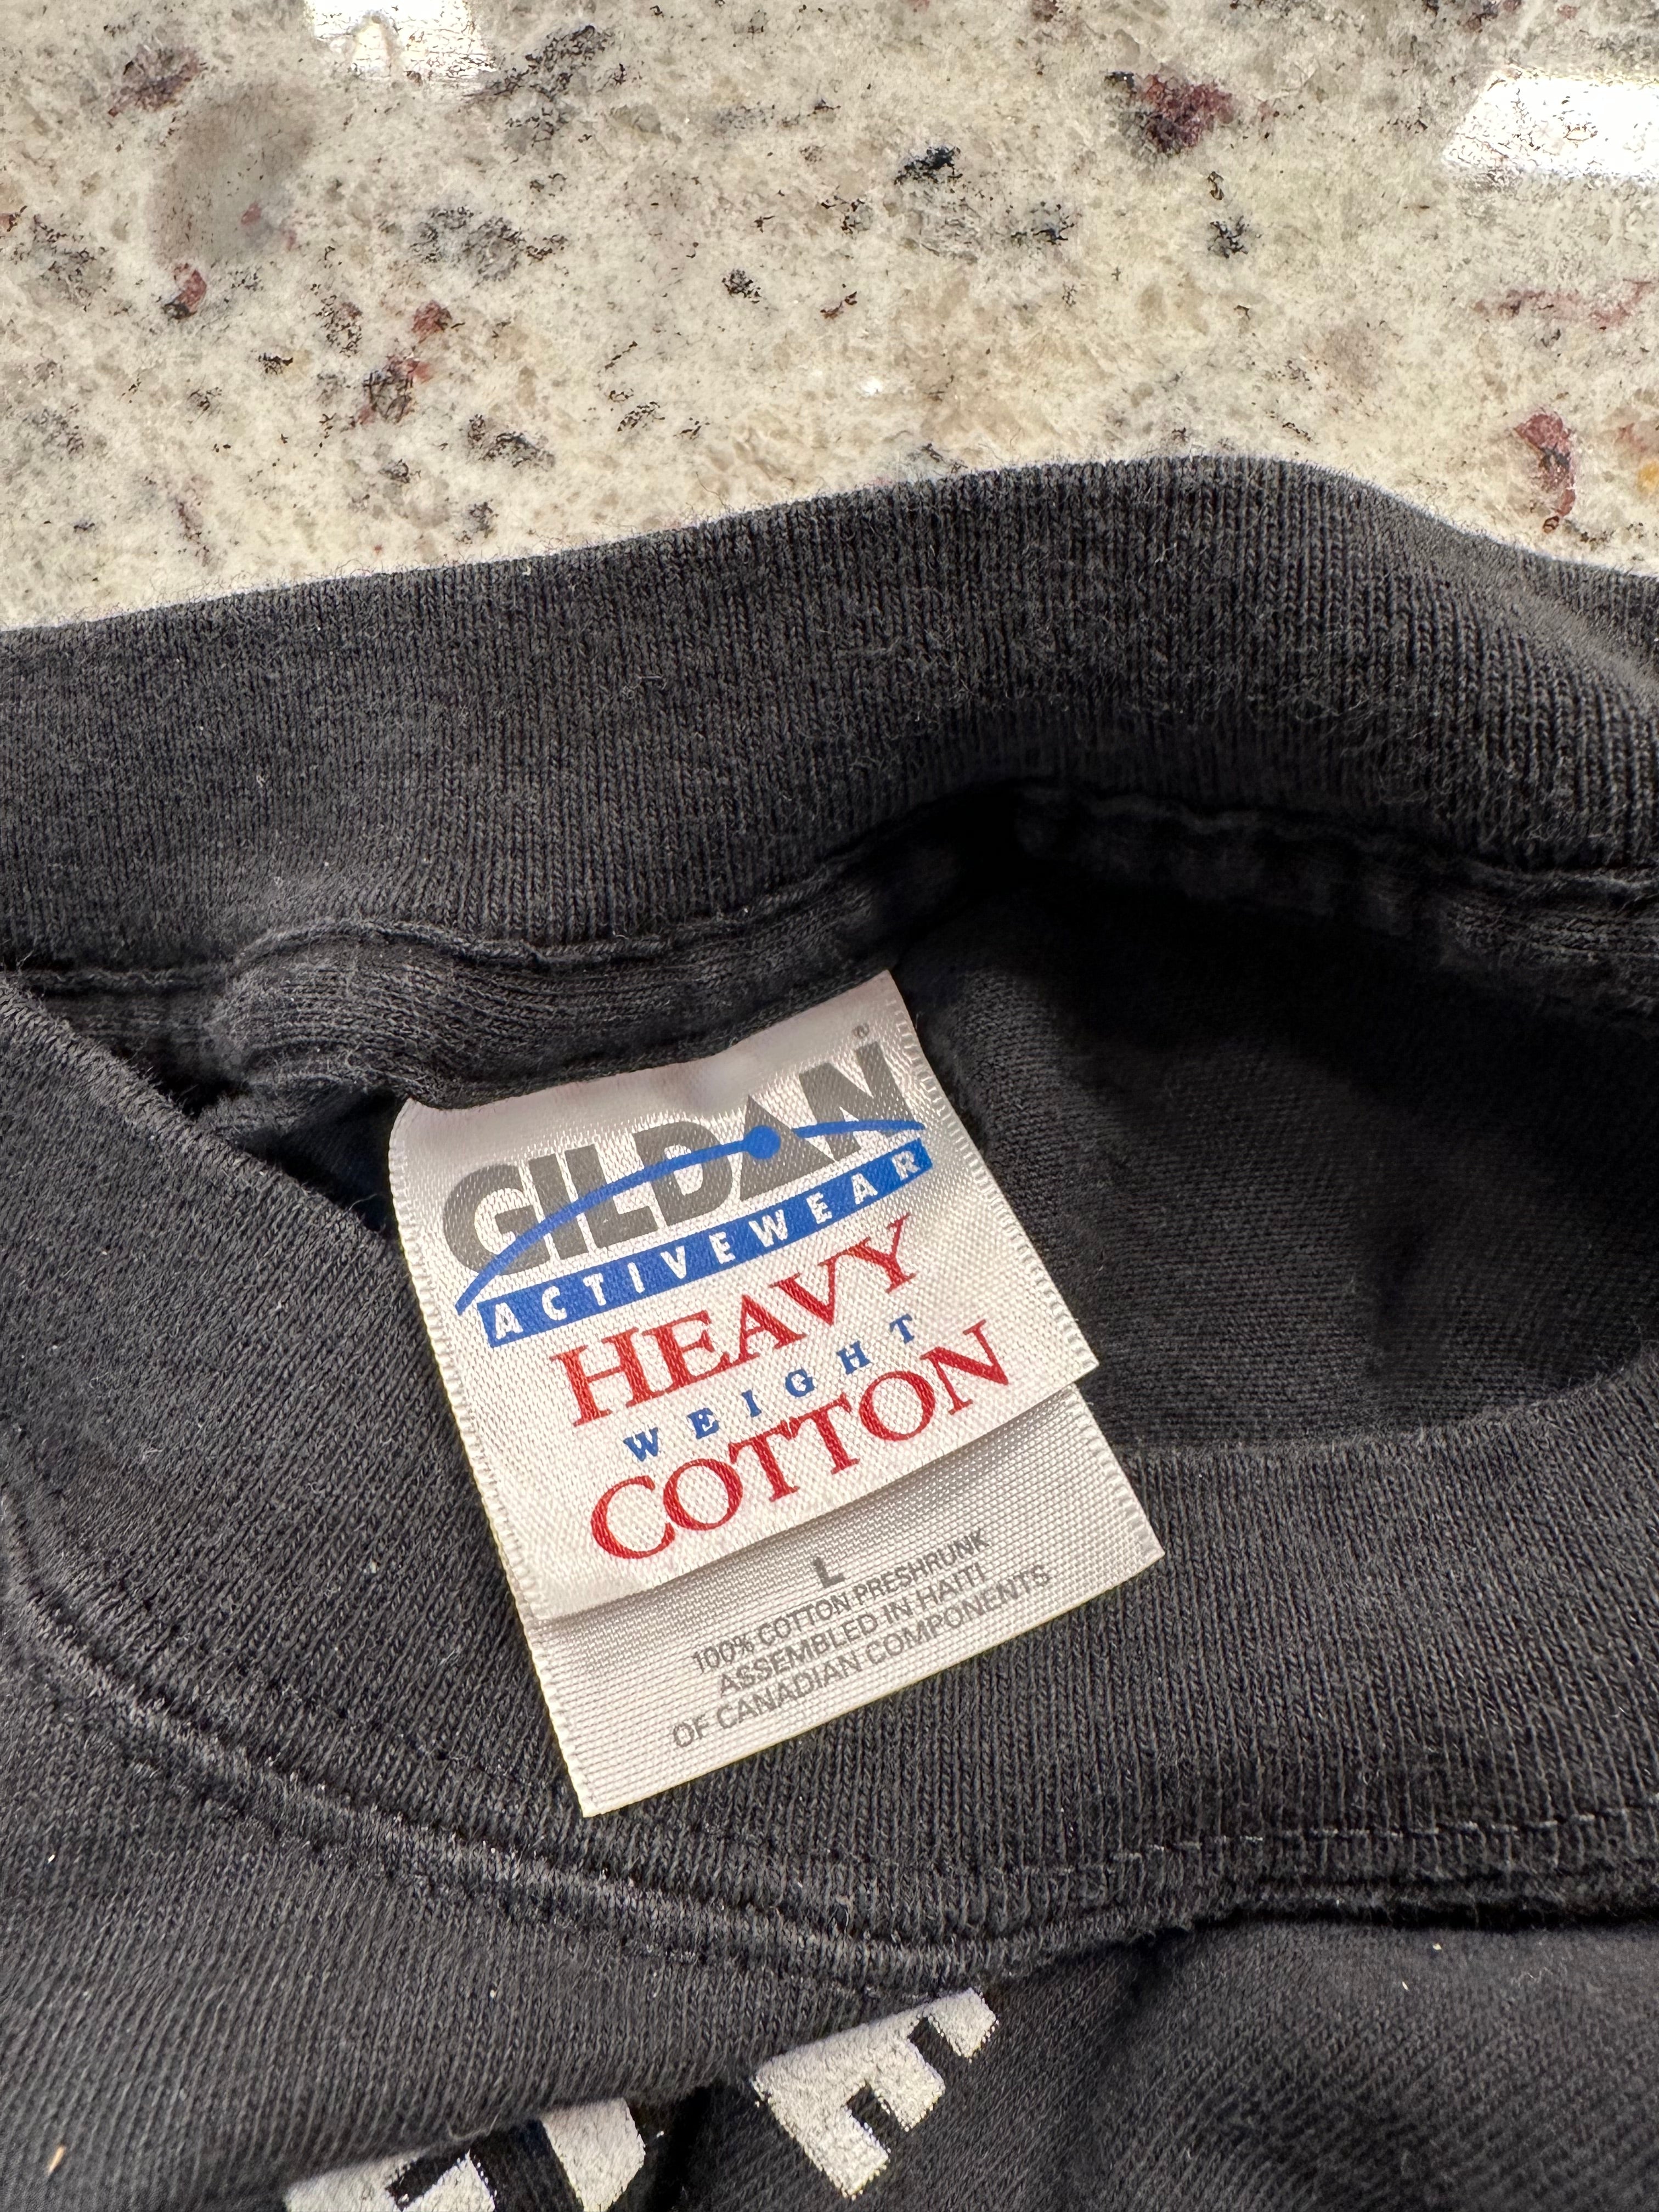 GILDAN®
ACTIVEWEAR
HEAVY
WEIGHT
COTTON
L
100% COTTON PRESHRUNK
ASSEMBLED IN HAITI
OF CANADIAN COMPONENTS